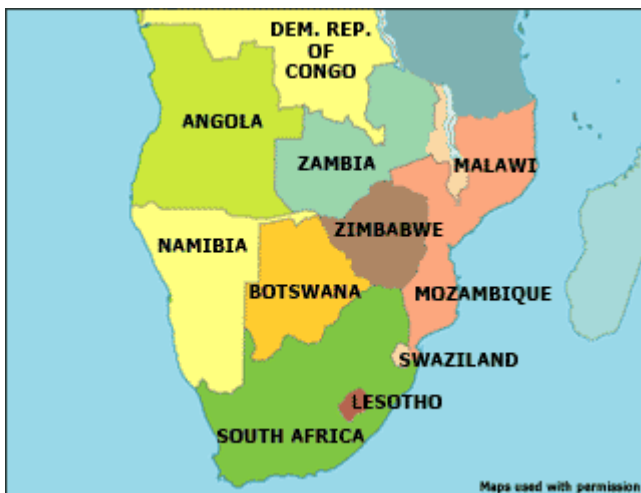 DEM. REP.
OF
CONGO
ANGOLA
ZAMBIA
MALAWI
NAMIBIA
ZIMBABWE
BOTSWANA
MOZAMBIQUE
SWAZILAND
LESOTHO
SOUTH AFRICA
Maps used with permission